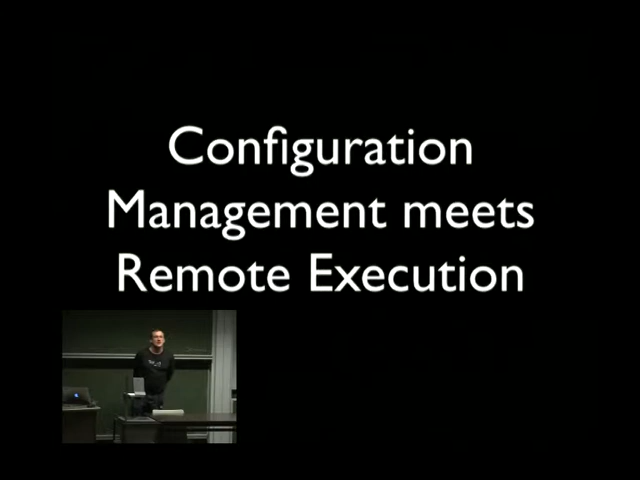 Configuration
Management meets
Remote Execution